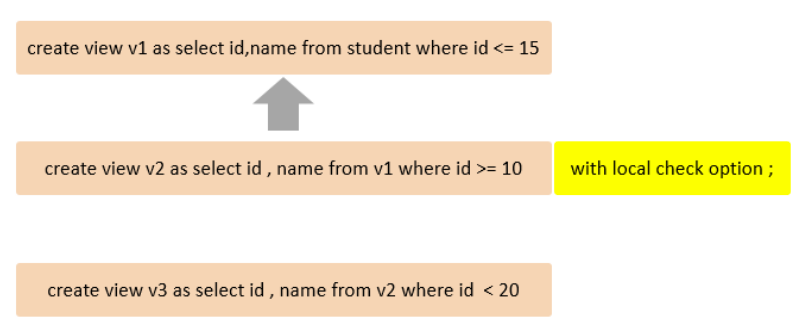 create view v1 as select id,name from student where id <= 15
create view v2 as select id , name from v1 where id >= 10 with local check option ;
create view v3 as select id , name from v2 where id < 20